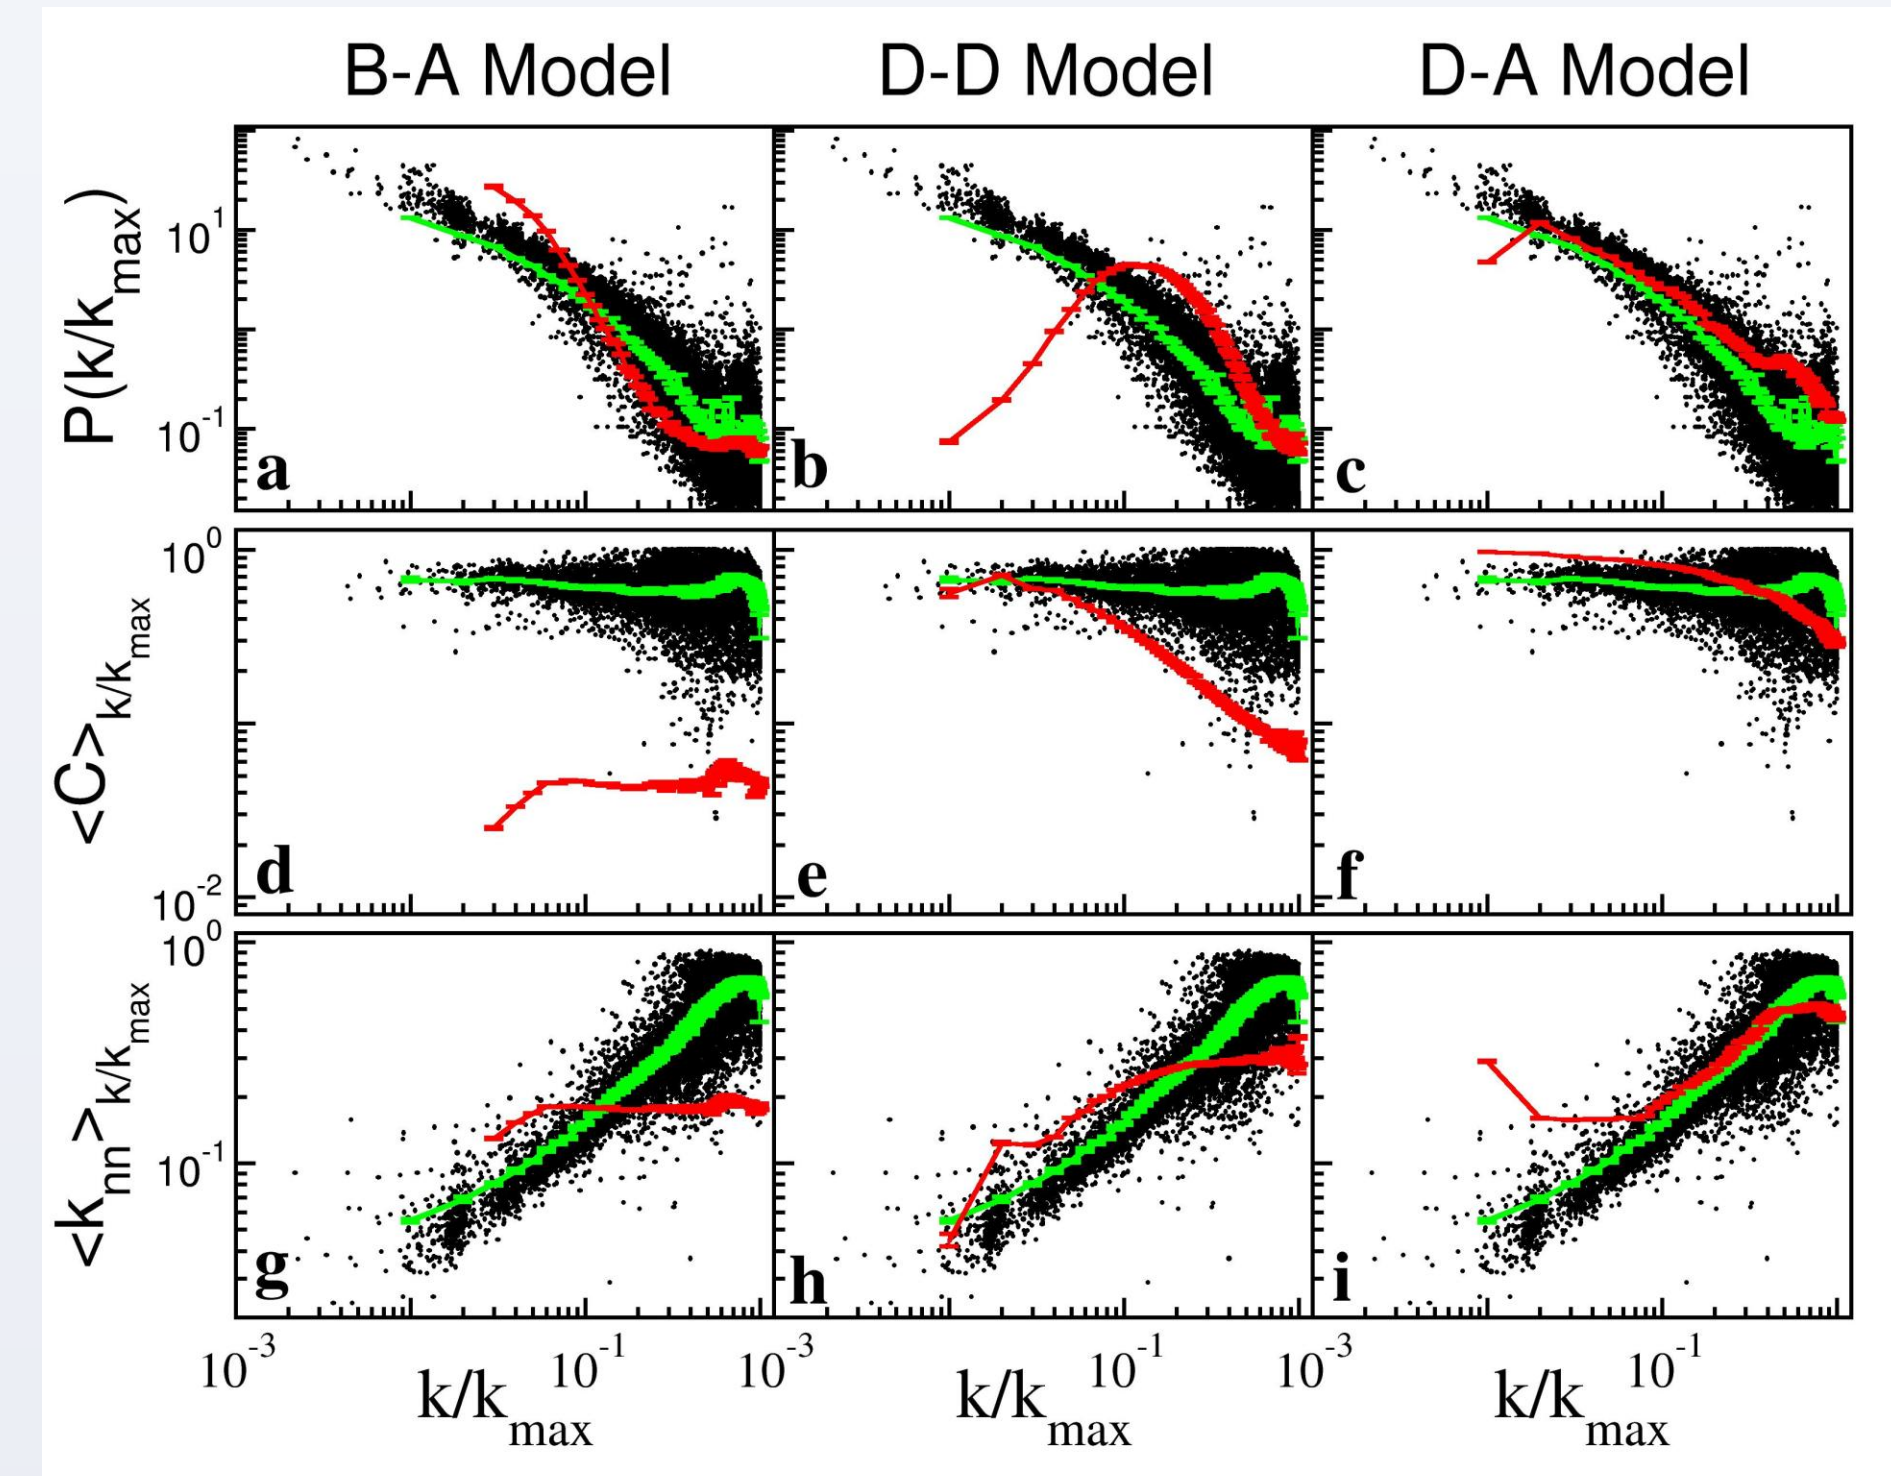 B-A Model D-D Model D-A Model
P(k/k_max)
10^1
10^-1
a b c
<C>_k/k_max
10^0
10^-2
d e f
<k_nn>_k/k_max
10^0
10^-1
g h i
10^-3 10^-1 10^-3 10^-1 10^-3 10^-1
k/k_max k/k_max k/k_max